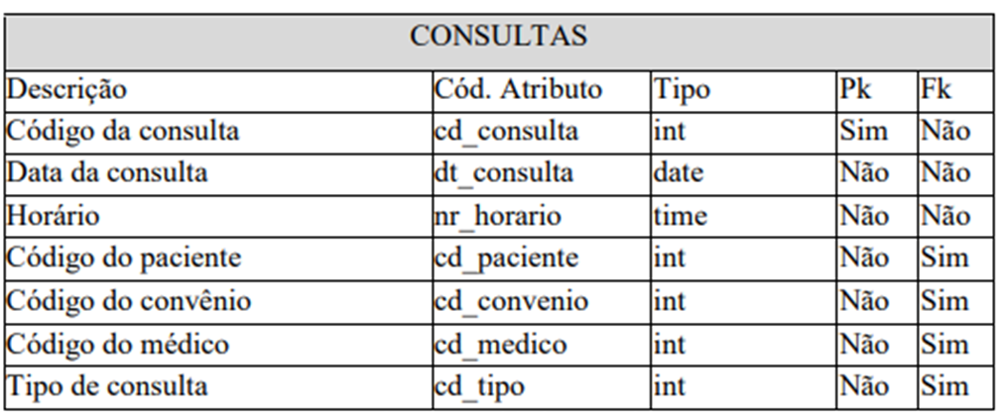 CONSULTAS
Descrição Cód. Atributo Tipo Pk Fk
Código da consulta cd_consulta int Sim Não
Data da consulta dt_consulta date Não Não
Horário nr_horario time Não Não
Código do paciente cd_paciente int Não Sim
Código do convênio cd_convenio int Não Sim
Código do médico cd_medico int Não Sim
Tipo de consulta cd_tipo int Não Sim